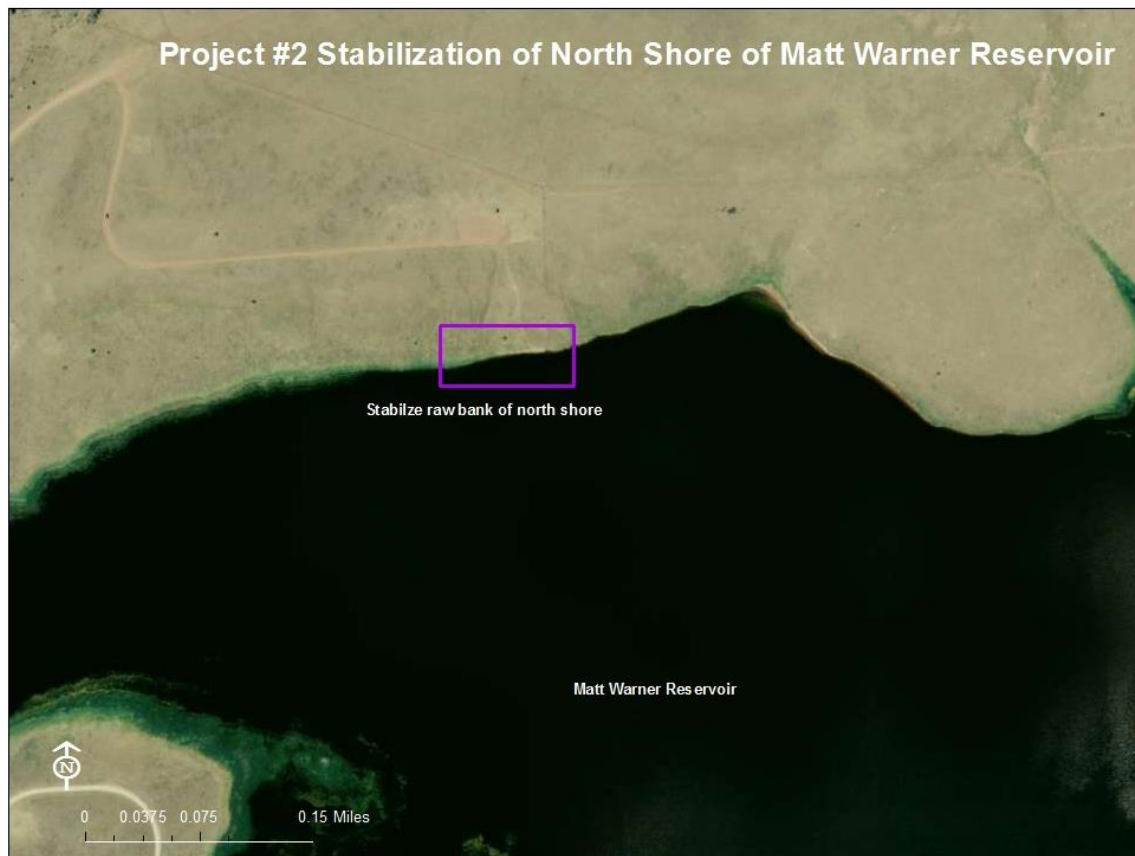 Project #2 Stabilization of North Shore of Matt Warner Reservoir
Stabilze raw bank of north shore
Matt Warner Reservoir
N
0 0.0375 0.075 0.15 Miles